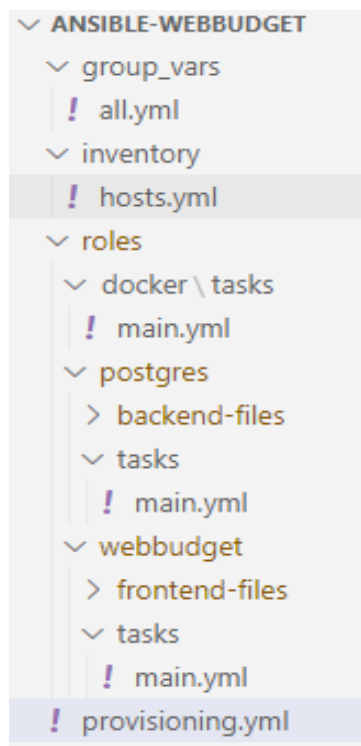 ANSIBLE-WEBBUDGET
group_vars
! all.yml
inventory
! hosts.yml
roles
docker \ tasks
! main.yml
postgres
backend-files
tasks
! main.yml
webbudget
frontend-files
tasks
! main.yml
! provisioning.yml